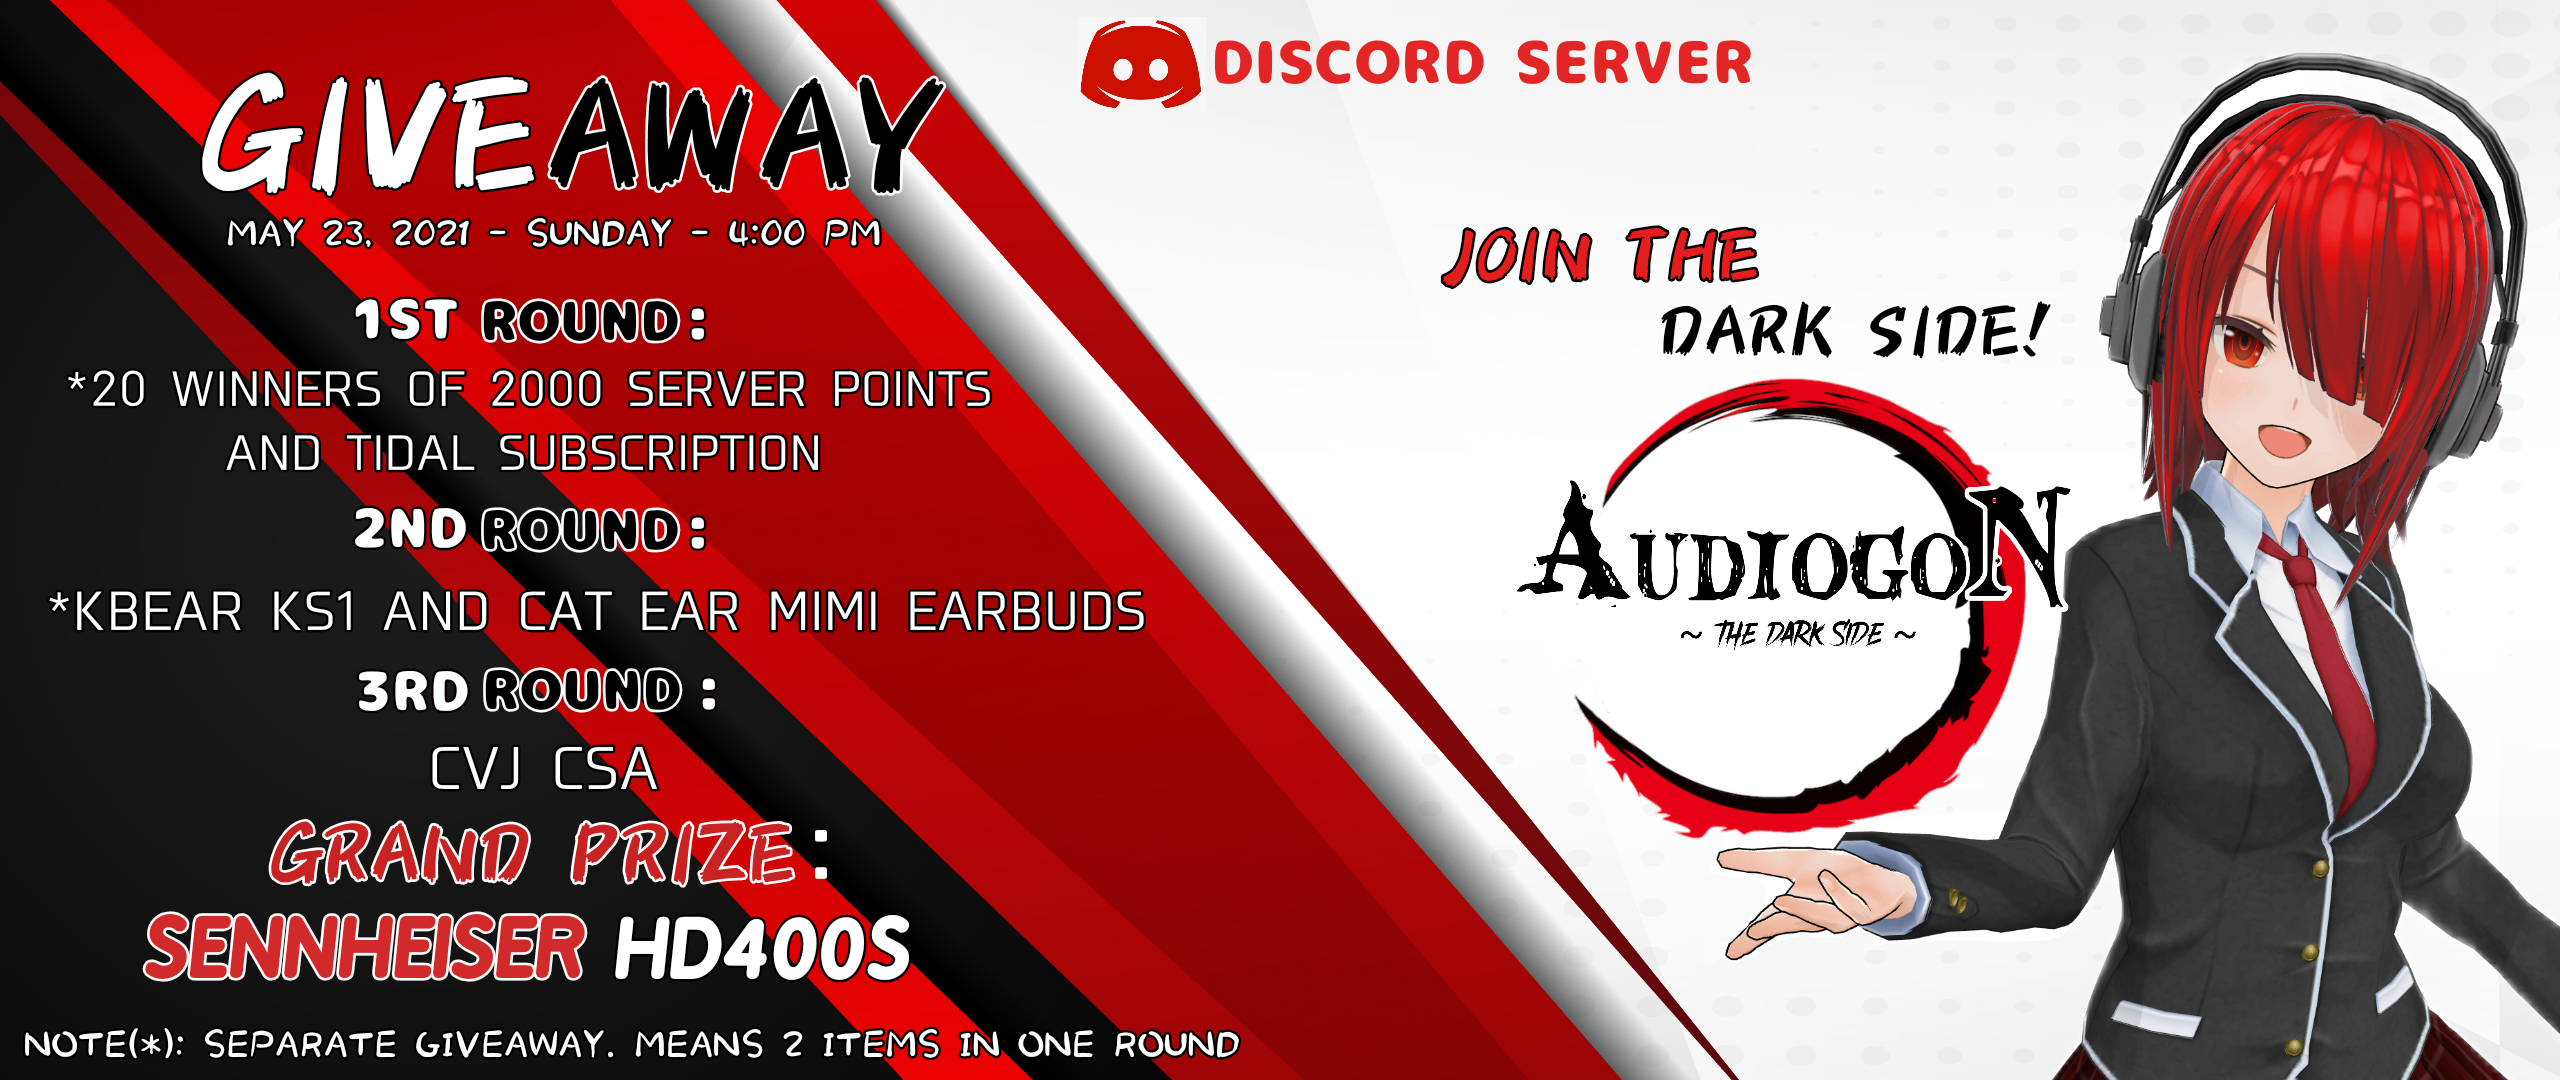 GIVEAWAY
MAY 23, 2021 - SUNDAY - 4:00 PM
1ST ROUND:
*20 WINNERS OF 2000 SERVER POINTS
AND TIDAL SUBSCRIPTION
2ND ROUND:
*KBEAR KS1 AND CAT EAR MIMI EARBUDS
3RD ROUND :
CVJ CSA
GRAND PRIZE:
SENNHEISER HD400S
NOTE(*): SEPARATE GIVEAWAY. MEANS 2 ITEMS IN ONE ROUND
DISCORD SERVER
JOIN THE
DARK SIDE!
AUDIOGON
~ THE DARK SIDE ~